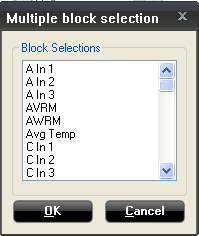 Multiple block selection
Block Selections
A In 1
A In 2
A In 3
AVRM
AWRM
Avg Temp
C In 1
C In 2
C In 3
OK
Cancel